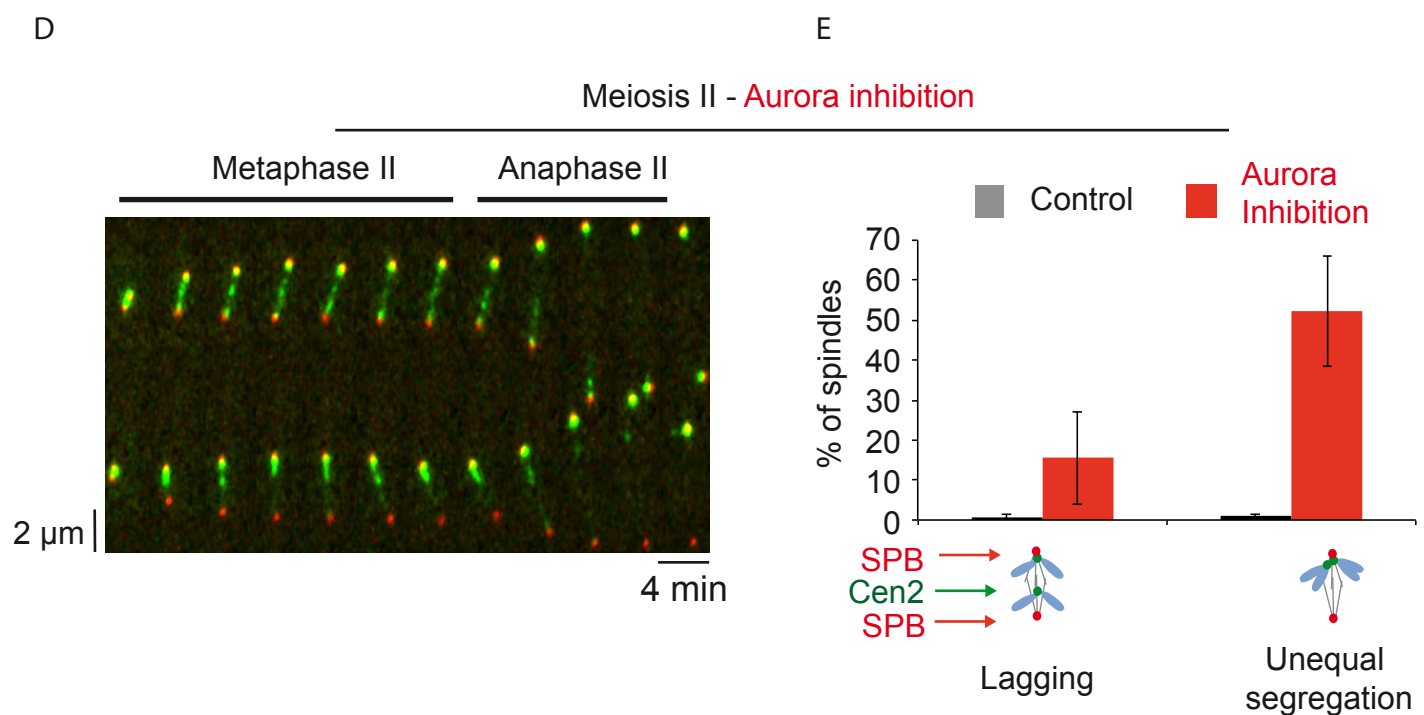 D
E
Meiosis II - Aurora inhibition
Metaphase II
Anaphase II
2 µm
4 min
Control
Aurora
Inhibition
% of spindles
70
60
50
40
30
20
10
0
SPB
Cen2
SPB
Lagging
Unequal
segregation